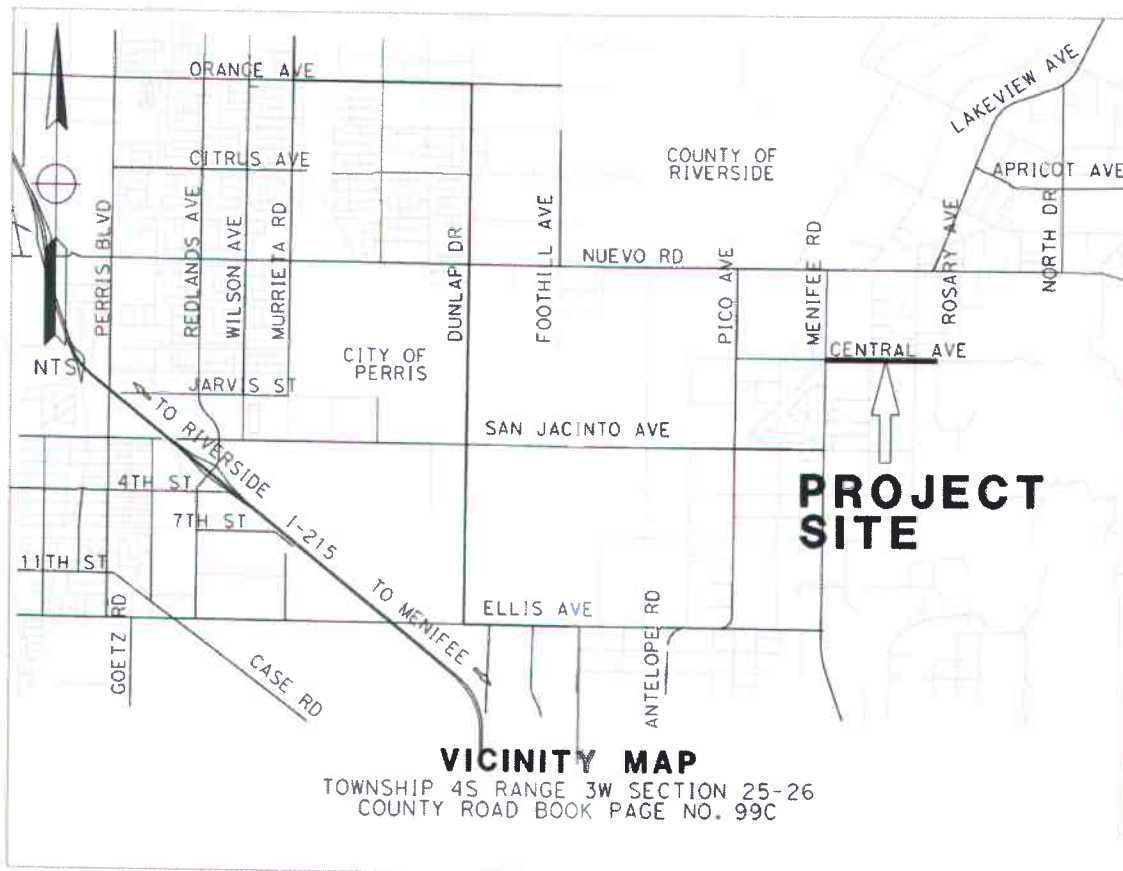 ORANGE AVE
LAKEVIEW AVE
CITRUS AVE
COUNTY OF
RIVERSIDE
APRICOT AVE
PERRIS BLVD
REDLANDS AVE
WILSON AVE
MURRIETA RD
DUNLAP DR
FOOTHILL AVE
NUEVO RD
PICO AVE
MENIFEE RD
ROSARY AVE
NORTH DR
NTS
CITY OF
PERRIS
CENTRAL AVE
JARVIS ST
TO RIVERSIDE
SAN JACINTO AVE
PROJECT
SITE
4TH ST
7TH ST
I-215
11TH ST
TO MENIFEE
ELLIS AVE
GOETZ RD
CASE RD
ANTELOPE RD
VICINITY MAP
TOWNSHIP 4S RANGE 3W SECTION 25-26
COUNTY ROAD BOOK PAGE NO. 99C